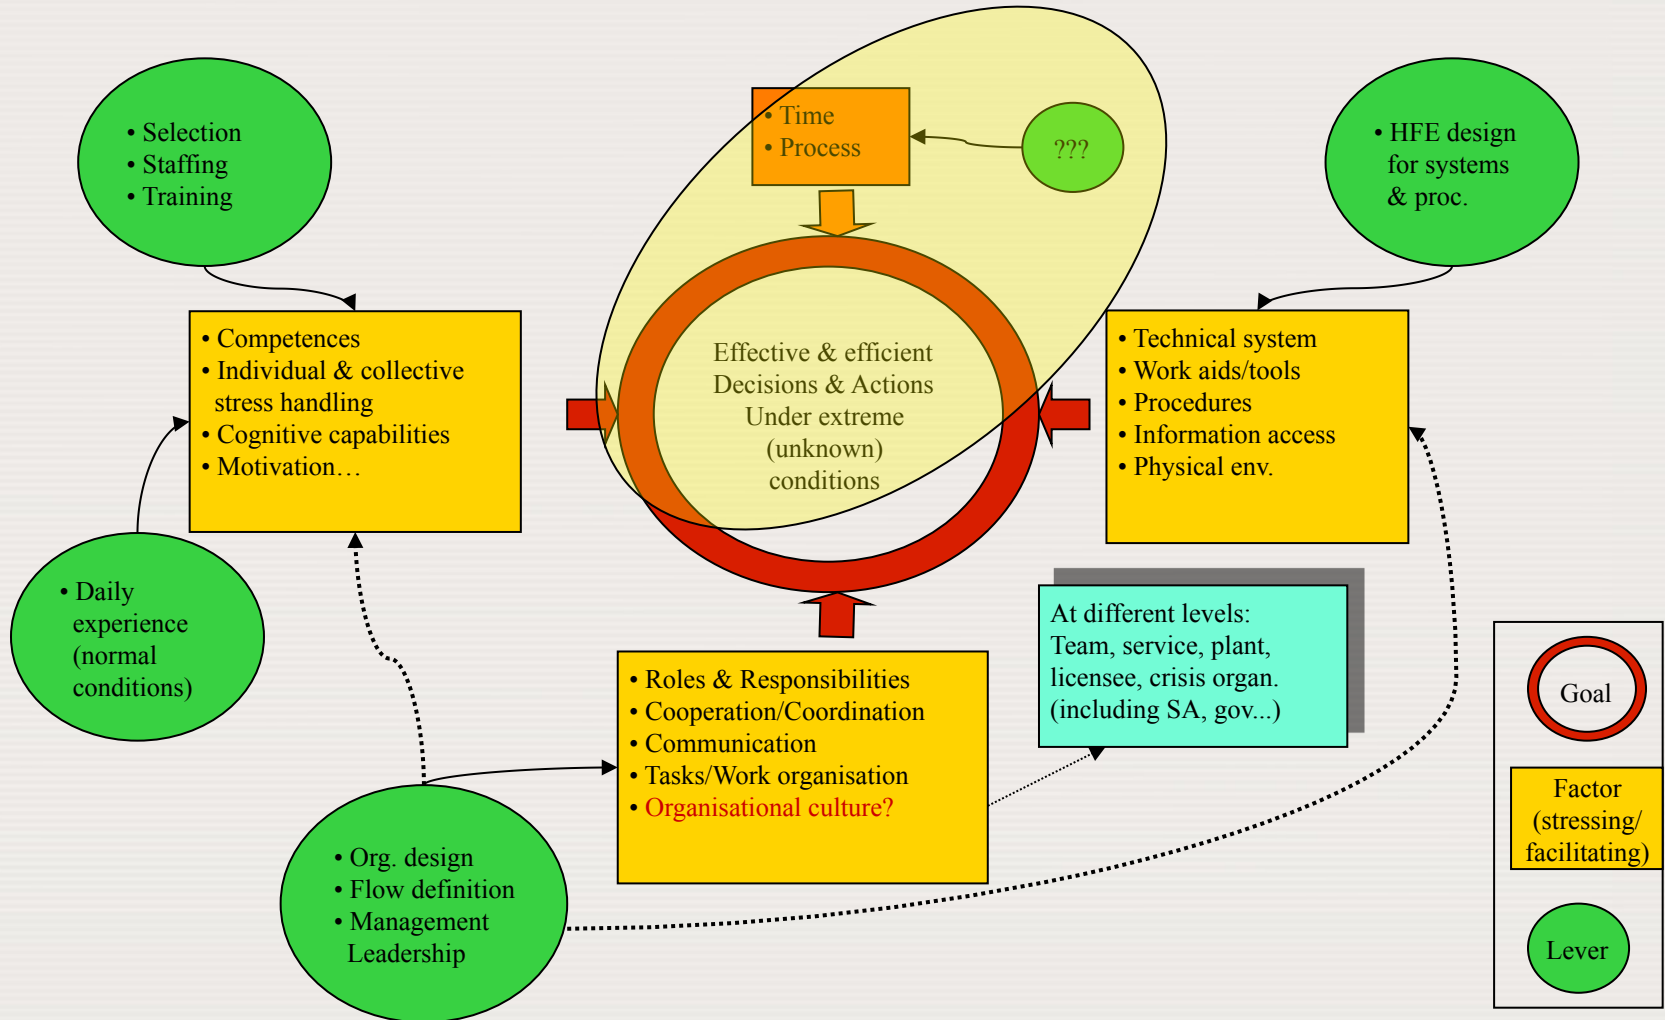 • Selection
• Staffing
• Training
• Time
• Process
???
• HFE design
for systems
& proc.
• Competences
• Individual & collective
stress handling
• Cognitive capabilities
• Motivation…
Effective & efficient
Decisions & Actions
Under extreme
(unknown)
conditions
• Technical system
• Work aids/tools
• Procedures
• Information access
• Physical env.
• Daily
experience
(normal
conditions)
• Roles & Responsibilities
• Cooperation/Coordination
• Communication
• Tasks/Work organisation
• Organisational culture?
At different levels:
Team, service, plant,
licensee, crisis organ.
(including SA, gov...)
• Org. design
• Flow definition
• Management
Leadership
Goal
Factor
(stressing/
facilitating)
Lever